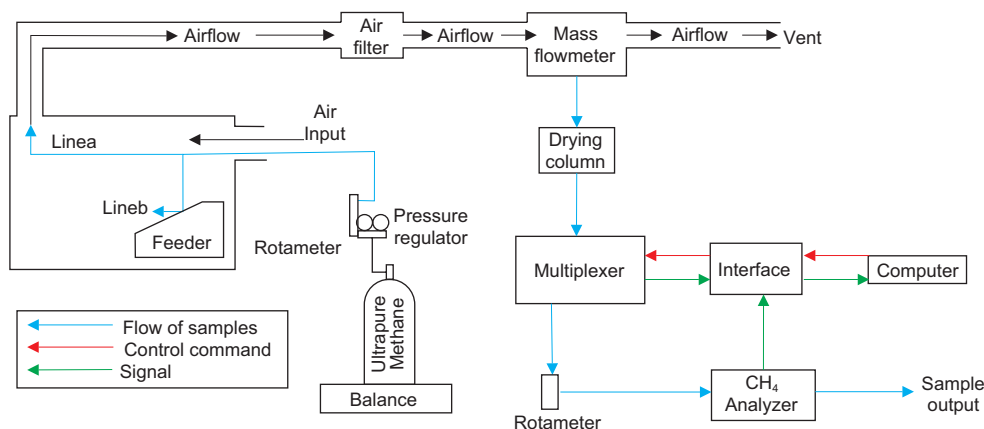 Airflow
Air
filter
Airflow
Mass
flowmeter
Airflow
Vent
Linea
Air
Input
Drying
column
Lineb
Feeder
Rotameter
Pressure
regulator
Ultrapure
Methane
Balance
Multiplexer
Interface
Computer
Flow of samples
Control command
Signal
Rotameter
CH₄
Analyzer
Sample
output